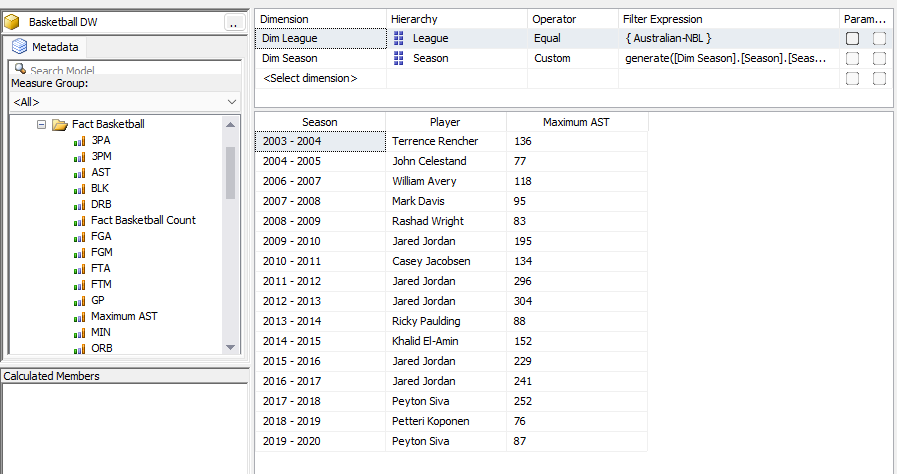 Basketball DW
..
Metadata
Search Model
Measure Group:
<All>
Fact Basketball
3PA
3PM
AST
BLK
DRB
Fact Basketball Count
FGA
FGM
FTA
FTM
GP
Maximum AST
MIN
ORB
Calculated Members
Dimension Hierarchy Operator Filter Expression Param...
Dim League League Equal { Australian-NBL }
Dim Season Season Custom generate([Dim Season].[Season].[Seas...
<Select dimension>
Season Player Maximum AST
2003 - 2004 Terrence Rencher 136
2004 - 2005 John Celestand 77
2006 - 2007 William Avery 118
2007 - 2008 Mark Davis 95
2008 - 2009 Rashad Wright 83
2009 - 2010 Jared Jordan 195
2010 - 2011 Casey Jacobsen 134
2011 - 2012 Jared Jordan 296
2012 - 2013 Jared Jordan 304
2013 - 2014 Ricky Paulding 88
2014 - 2015 Khalid El-Amin 152
2015 - 2016 Jared Jordan 229
2016 - 2017 Jared Jordan 241
2017 - 2018 Peyton Siva 252
2018 - 2019 Petteri Koponen 76
2019 - 2020 Peyton Siva 87